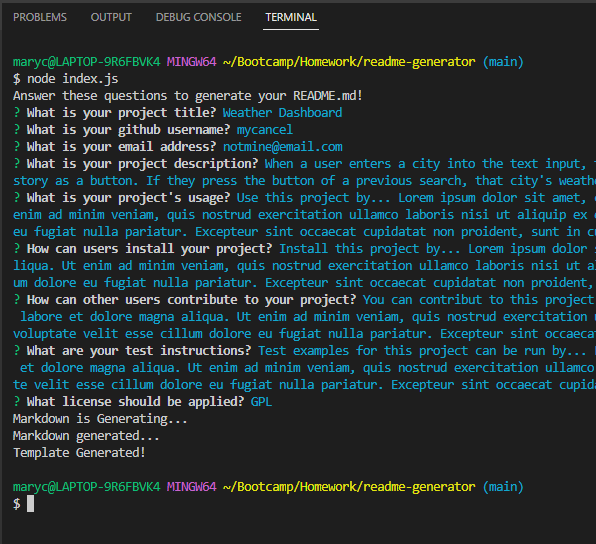 PROBLEMS OUTPUT DEBUG CONSOLE TERMINAL
maryc@LAPTOP-9R6FBVK4 MINGW64 ~/Bootcamp/Homework/readme-generator (main)
$ node index.js
Answer these questions to generate your README.md!
? What is your project title? Weather Dashboard
? What is your github username? mycancel
? What is your email address? notmine@email.com
? What is your project description? When a user enters a city into the text input,
story as a button. If they press the button of a previous search, that city's weath
? What is your project's usage? Use this project by... Lorem ipsum dolor sit amet,
enim ad minim veniam, quis nostrud exercitation ullamco laboris nisi ut aliquip ex
eu fugiat nulla pariatur. Excepteur sint occaecat cupidatat non proident, sunt in cu
? How can users install your project? Install this project by... Lorem ipsum dolor s
liqua. Ut enim ad minim veniam, quis nostrud exercitation ullamco laboris nisi ut al
um dolore eu fugiat nulla pariatur. Excepteur sint occaecat cupidatat non proident,
? How can other users contribute to your project? You can contribut to this project
labore et dolore magna aliqua. Ut enim ad minim veniam, quis nostrud exercitation
voluptate velit esse cillum dolore eu fugiat nulla pariatur. Excepteur sint occaecat
? What are your test instructions? Test examples for this project can be run by...
et dolore magna aliqua. Ut enim ad minim veniam, quis nostrud exercitation ullamco
te velit esse cillum dolore eu fugiat nulla pariatur. Excepteur sint occaecat cupida
? What license should be applied? GPL
Markdown is Generating...
Markdown generated...
Template Generated!
maryc@LAPTOP-9R6FBVK4 MINGW64 ~/Bootcamp/Homework/readme-generator (main)
$